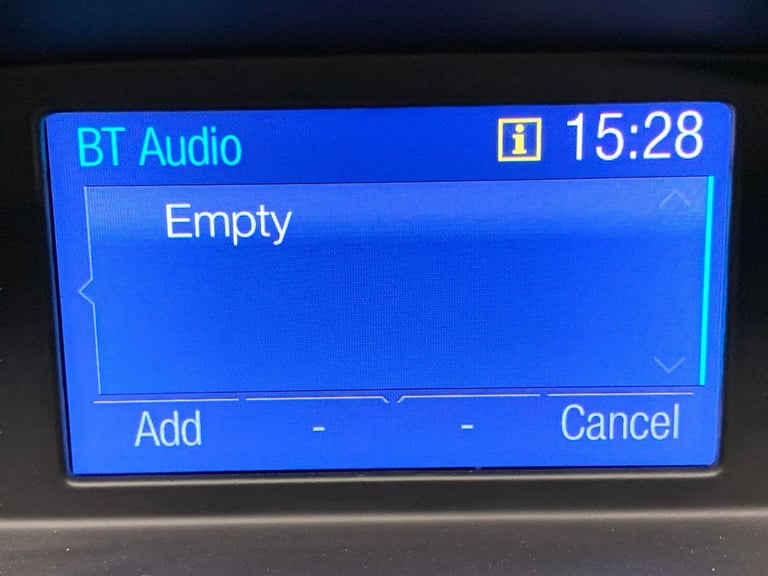 BT Audio i 15:28
Empty
Add - - Cancel